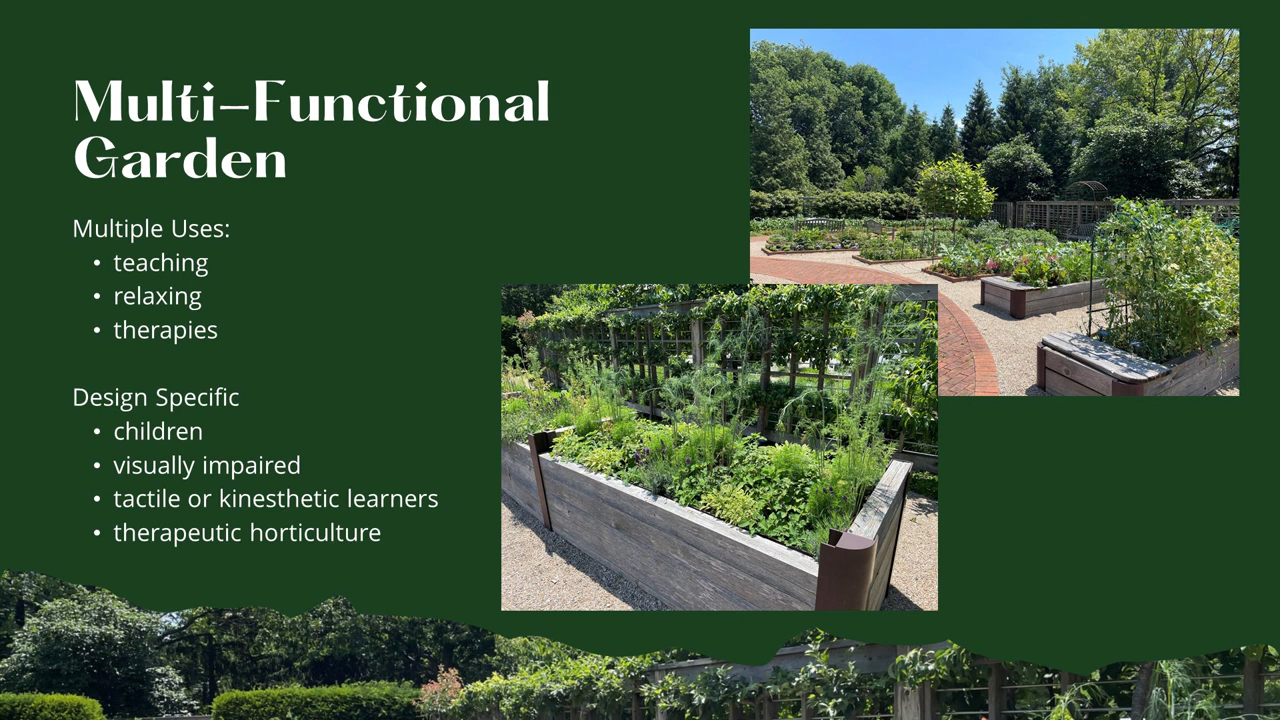 Multi-Functional
Garden
Multiple Uses:
• teaching
• relaxing
• therapies
Design Specific
• children
• visually impaired
• tactile or kinesthetic learners
• therapeutic horticulture